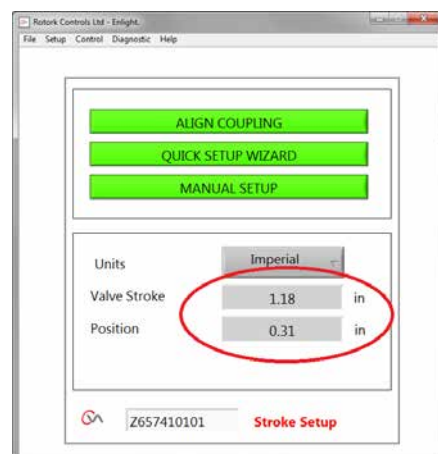 Rotork Controls Ltd - Enlight.
File Setup Control Diagnostic Help
ALIGN COUPLING
QUICK SETUP WIZARD
MANUAL SETUP
Units Imperial
Valve Stroke 1.18 in
Position 0.31 in
Z657410101 Stroke Setup